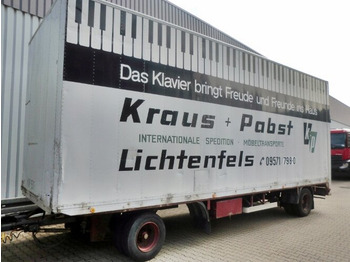 Das Klavier bringt Freude und Freunde ins Haus
Kraus + Pabst
INTERNATIONALE SPEDITION MÖBELTRANSPORTE
Lichtenfels 09571/799-0